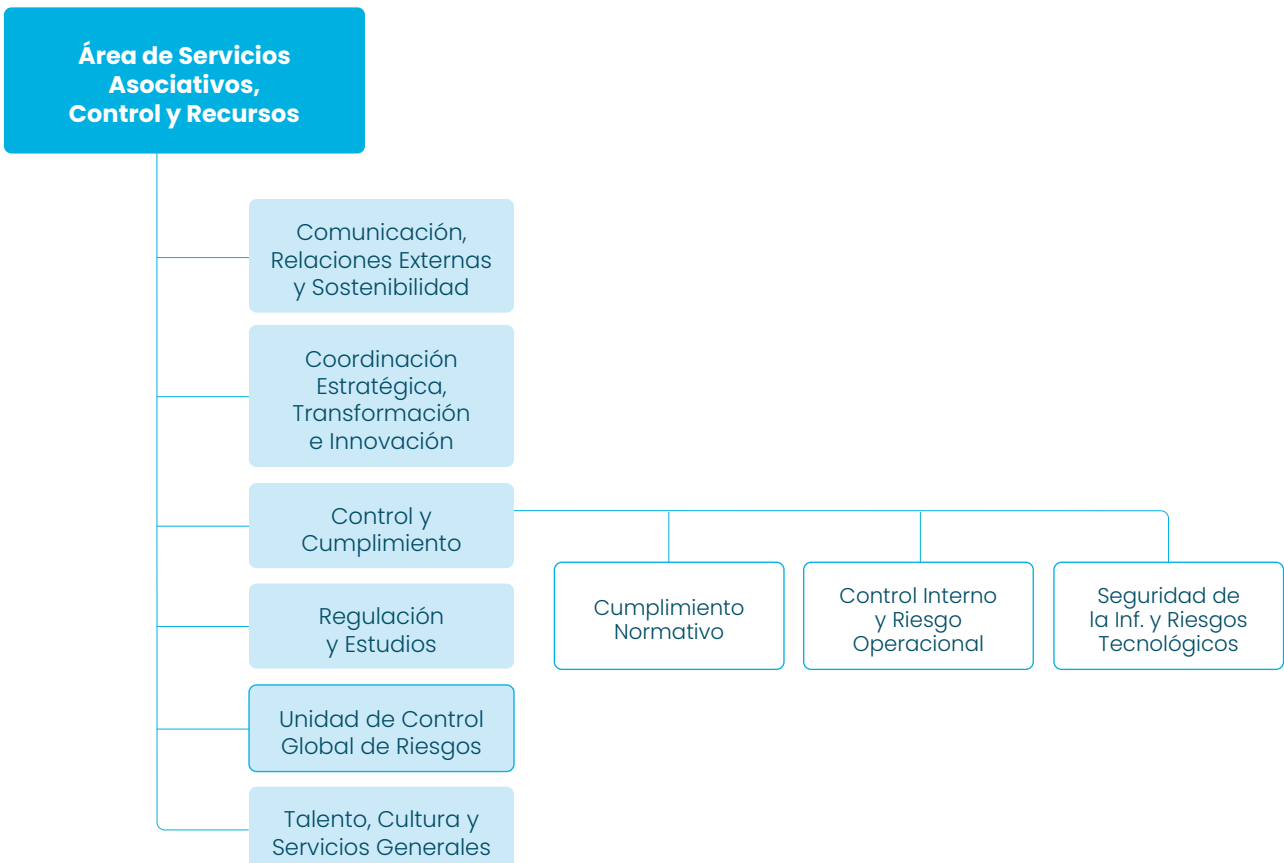 Área de Servicios
Asociativos,
Control y Recursos
Comunicación,
Relaciones Externas
y Sostenibilidad
Coordinación
Estratégica,
Transformación
e Innovación
Control y
Cumplimiento
Cumplimiento
Normativo
Control Interno
y Riesgo
Operacional
Seguridad de
la Inf. y Riesgos
Tecnológicos
Regulación
y Estudios
Unidad de Control
Global de Riesgos
Talento, Cultura y
Servicios Generales